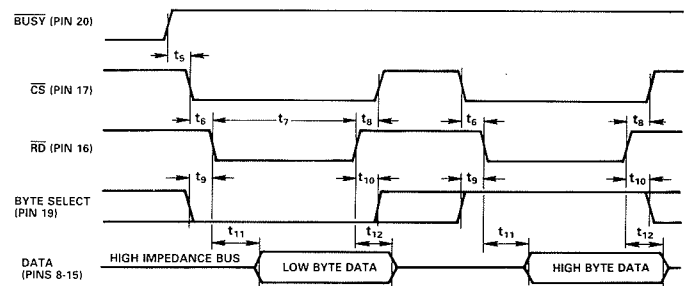 BUSY (PIN 20)
t5
CS (PIN 17)
t6 t7 t8 t6 t8
RD (PIN 16)
t9 t10 t9 t10
BYTE SELECT
(PIN 19)
t11 t12 t11 t12
DATA
(PINS 8-15)
HIGH IMPEDANCE BUS
LOW BYTE DATA
HIGH BYTE DATA